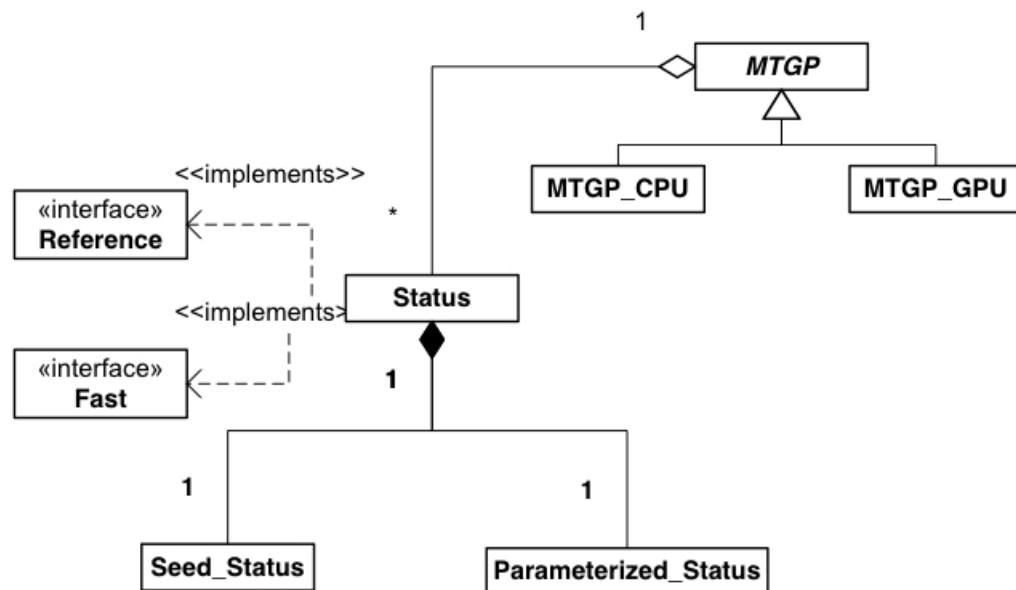 1
MTGP
<<implements>>
MTGP_CPU
MTGP_GPU
«interface»
Reference
*
Status
<<implements>
«interface»
Fast
1
1
1
Seed_Status
Parameterized_Status